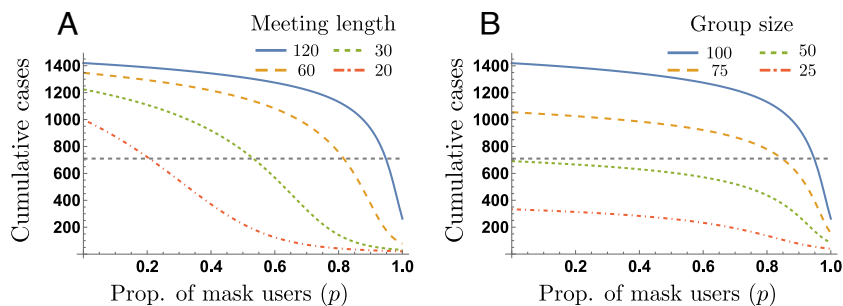 A
Meeting length
120
30
60
20
Cumulative cases
1400
1200
1000
800
600
400
200
0.2 0.4 0.6 0.8 1.0
Prop. of mask users (p)
B
Group size
100
50
75
25
Cumulative cases
1400
1200
1000
800
600
400
200
0.2 0.4 0.6 0.8 1.0
Prop. of mask users (p)